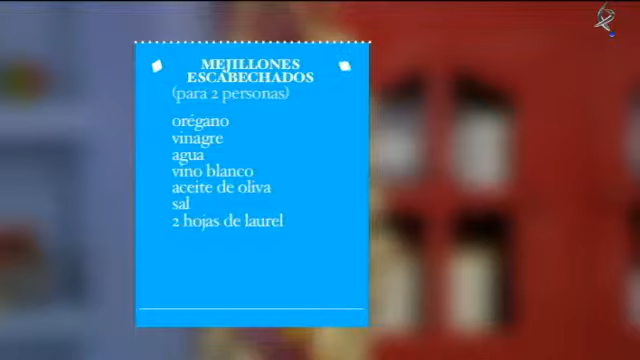 MEJILLONES
ESCABECHADOS
(para 2 personas)
orégano
vinagre
agua
vino blanco
aceite de oliva
sal
2 hojas de laurel